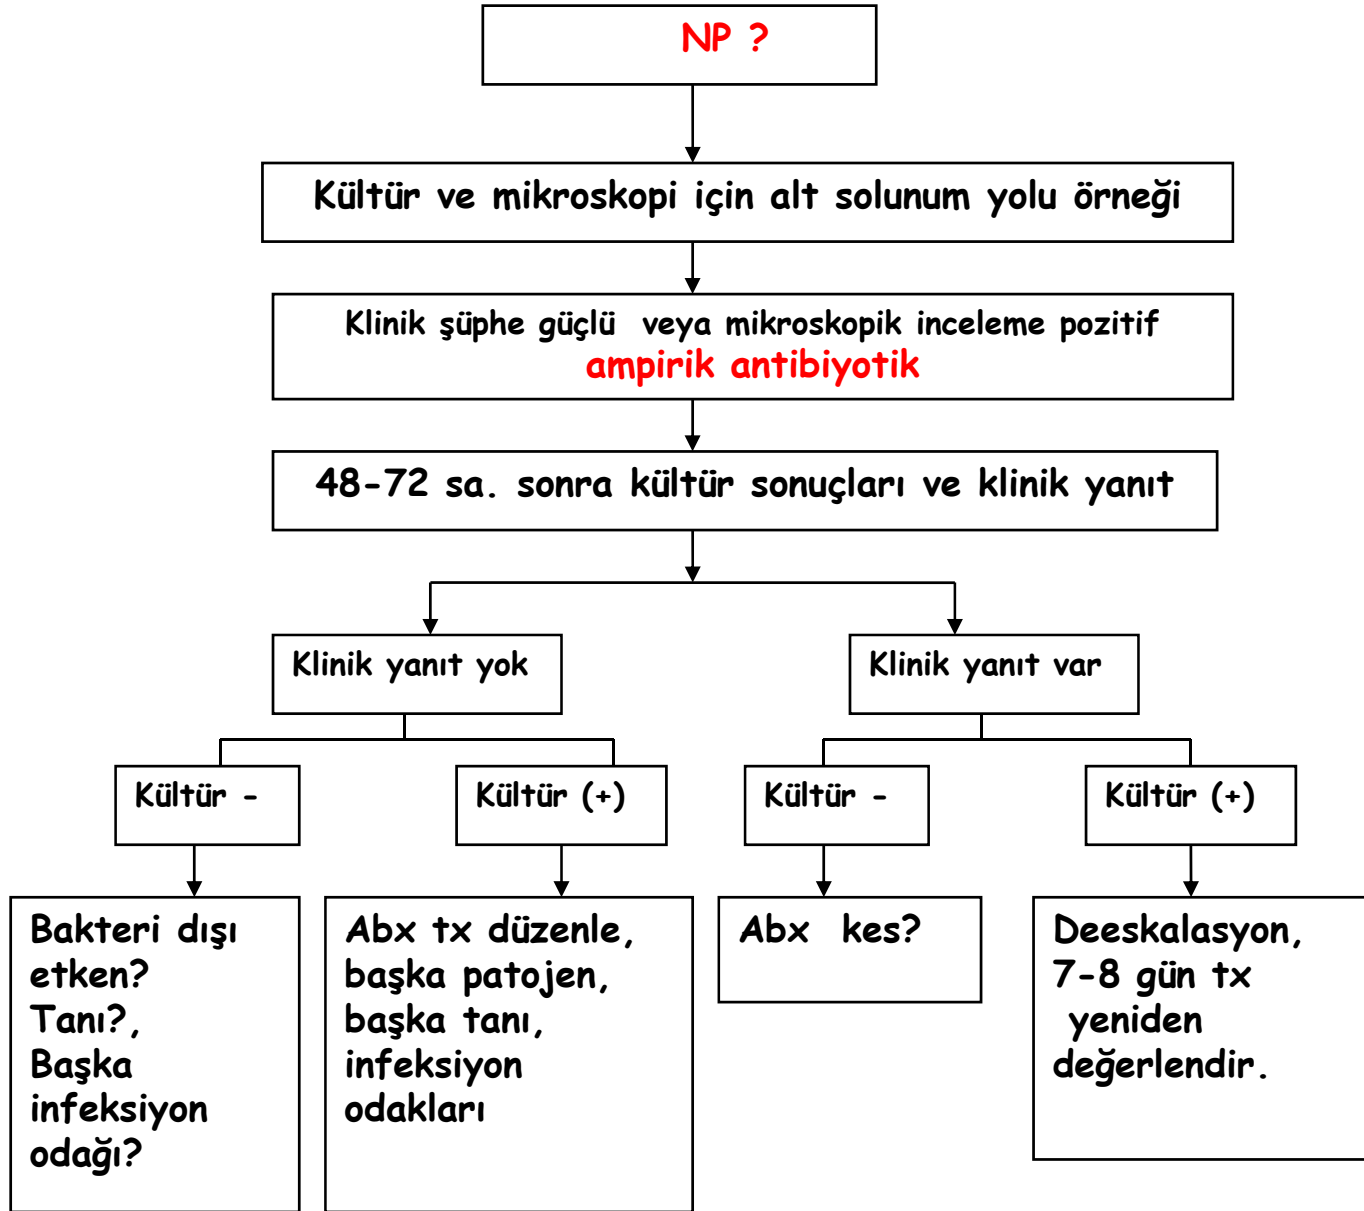 NP ?
Kültür ve mikroskopi için alt solunum yolu örneği
Klinik şüphe güçlü veya mikroskopik inceleme pozitif
ampirik antibiyotik
48-72 sa. sonra kültür sonuçları ve klinik yanıt
Klinik yanıt yok
Klinik yanıt var
Kültür -
Kültür (+)
Kültür -
Kültür (+)
Bakteri dışı
etken?
Tanı?,
Başka
infeksiyon
odağı?
Abx tx düzenle,
başka patojen,
başka tanı,
infeksiyon
odakları
Abx kes?
Deeskalasyon,
7-8 gün tx
yeniden
değerlendir.